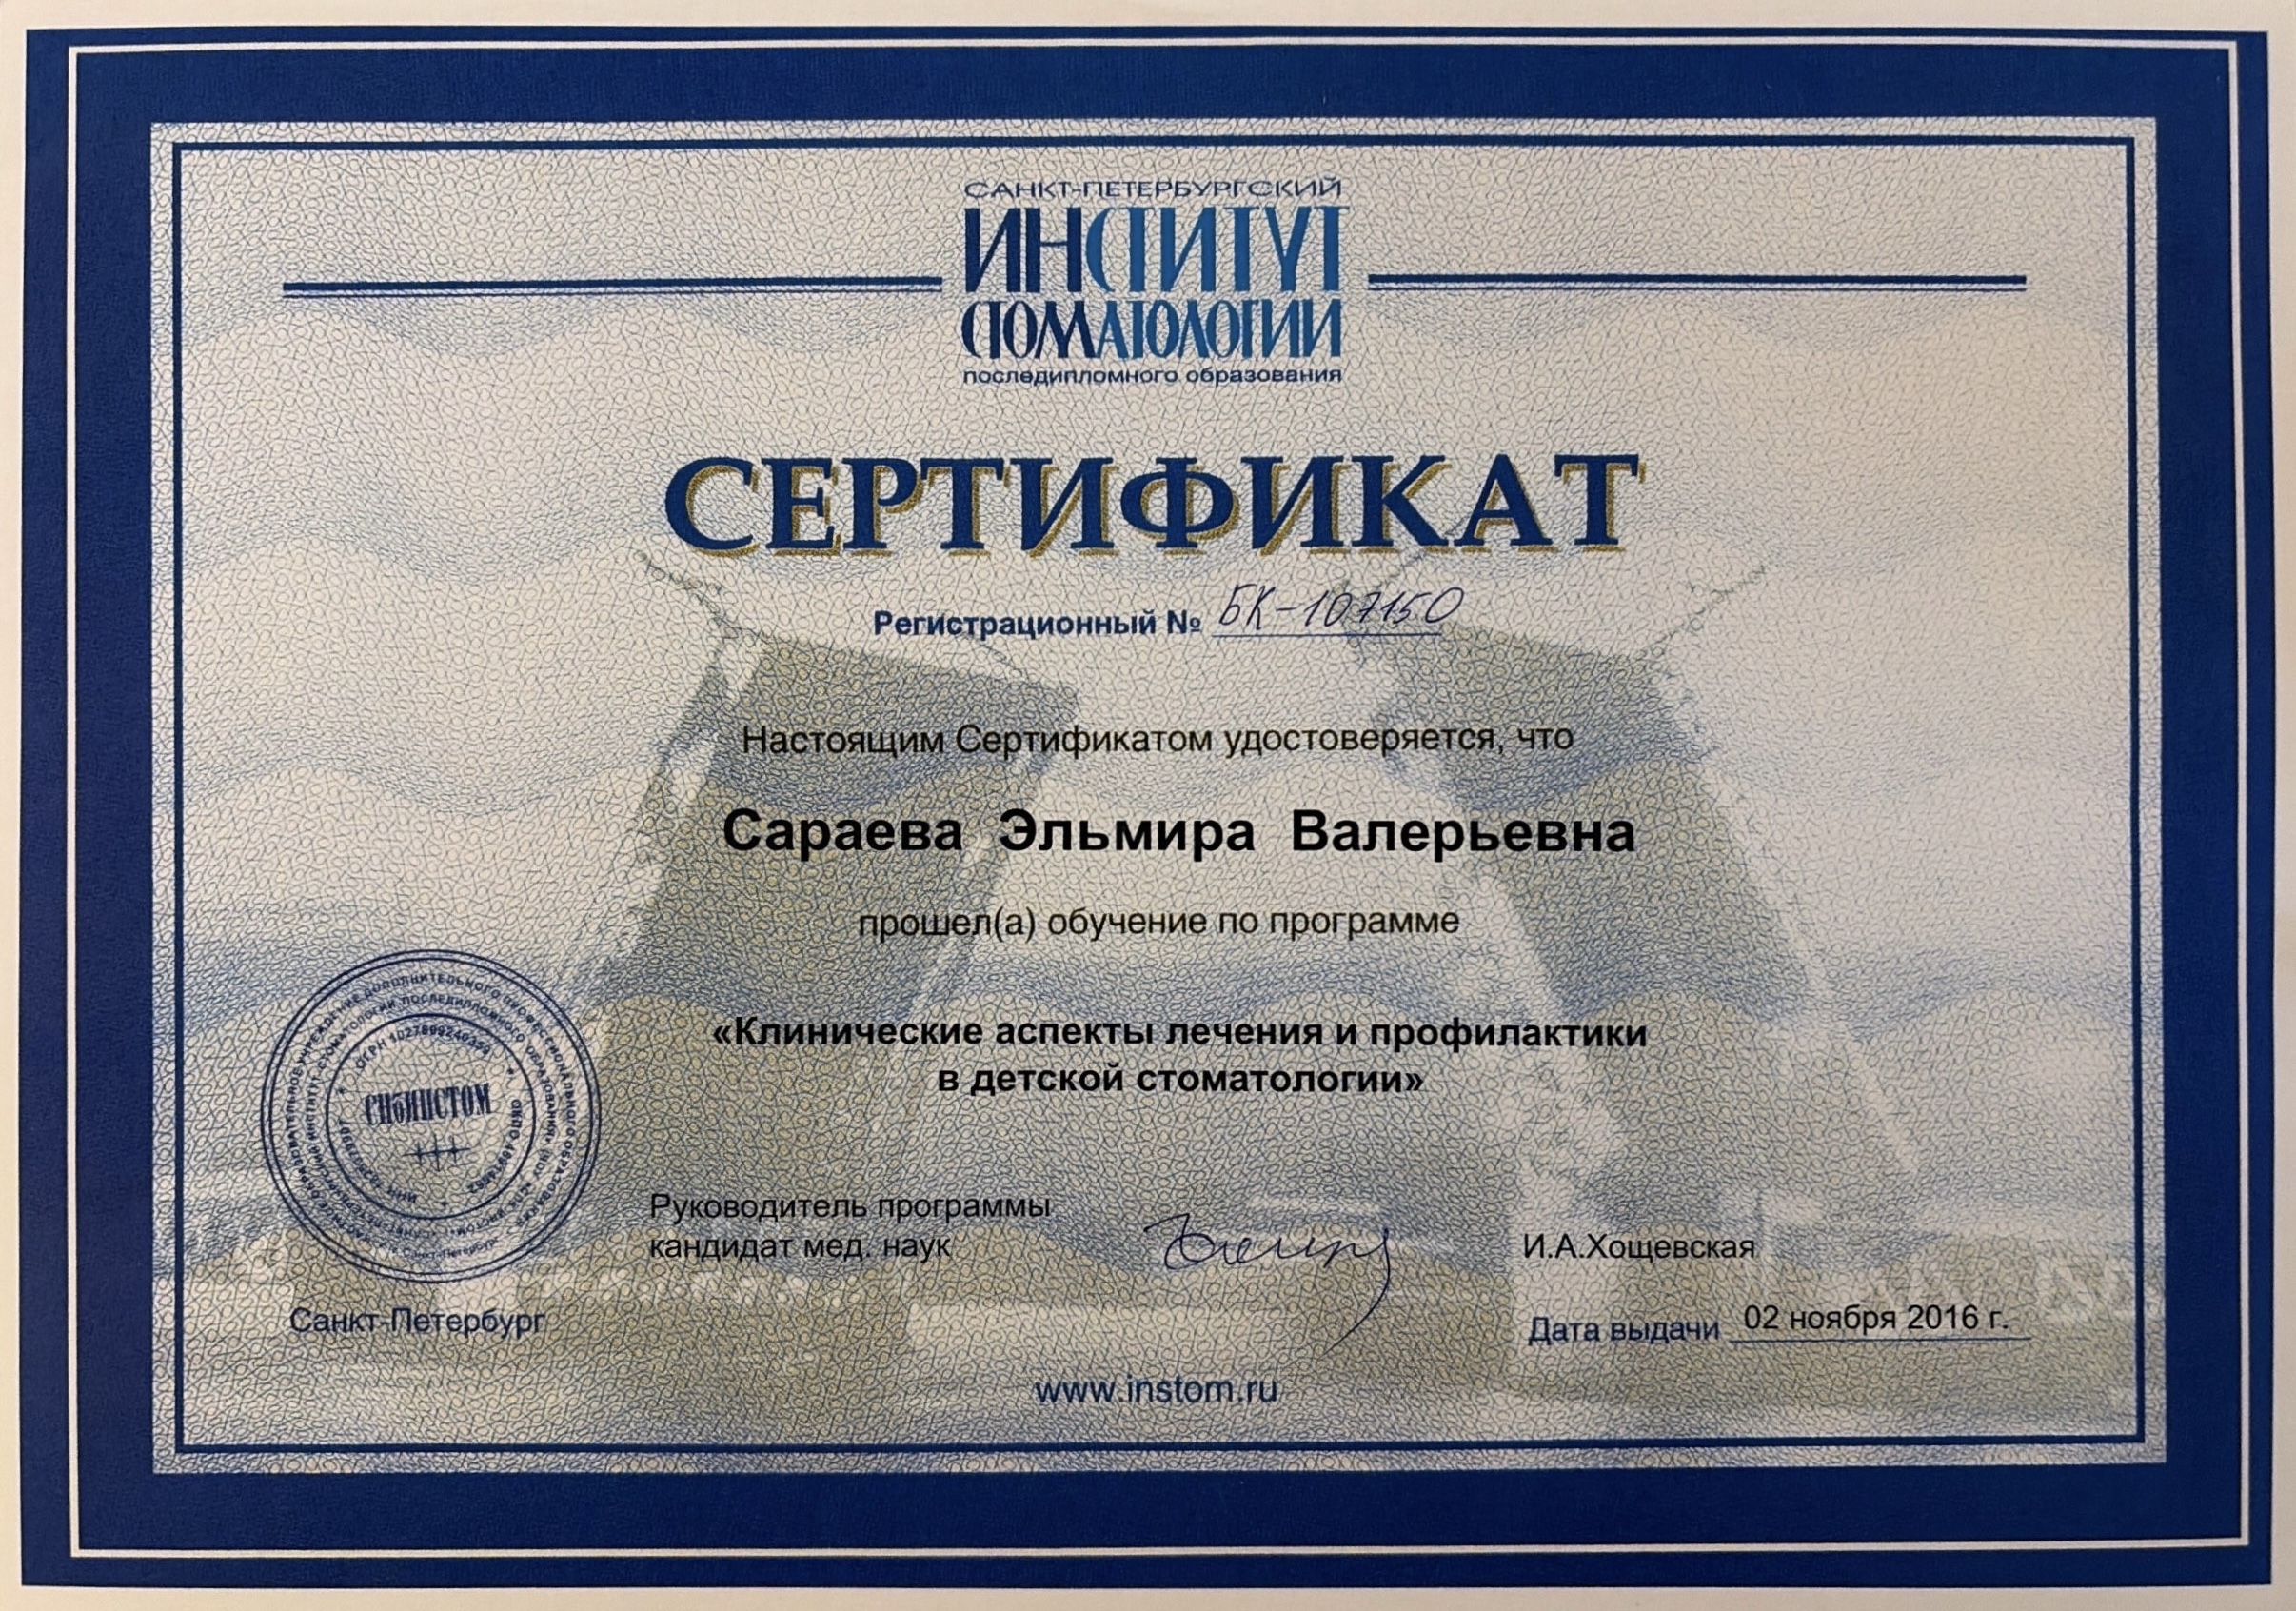 САНКТ-ПЕТЕРБУРГСКИЙ
ИНСТИТУТ
СТОМАТОЛОГИИ
последипломного образования
СЕРТИФИКАТ
Регистрационный № БК-107150
Настоящим Сертификатом удостоверяется, что
Сараева Эльмира Валерьевна
прошел(а) обучение по программе
«Клинические аспекты лечения и профилактики
в детской стоматологии»
СПбИНСТОМ
Руководитель программы
кандидат мед. наук
И.А.Хощевская
Санкт-Петербург
Дата выдачи 02 ноября 2016 г.
www.instom.ru